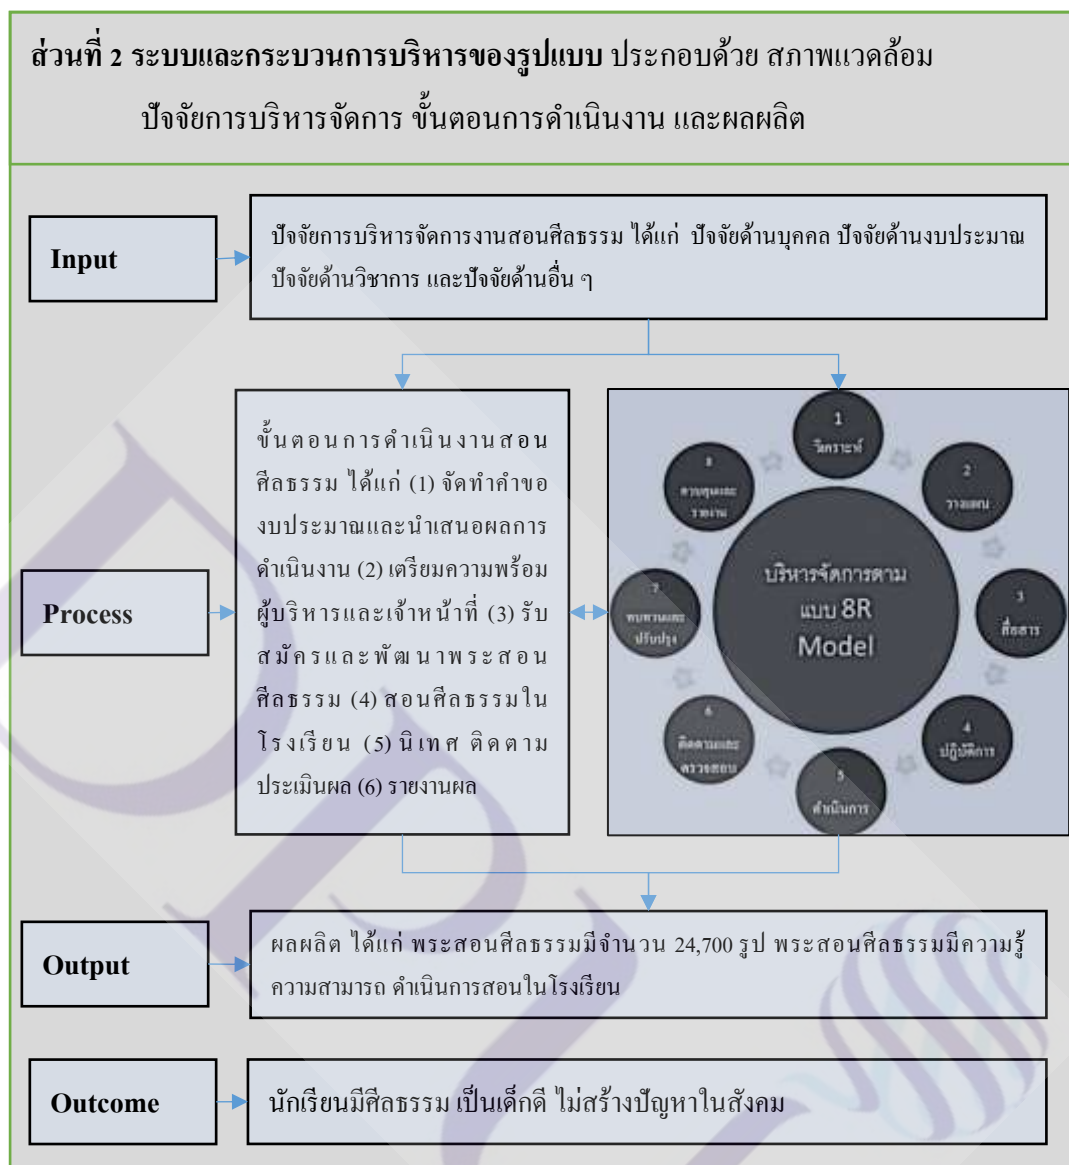 ส่วนที่ 2 ระบบและกระบวนการบริหารของรูปแบบ ประกอบด้วย สภาพแวดล้อม
ปัจจัยการบริหารจัดการ ขั้นตอนการดำเนินงาน และผลผลิต
Input
ปัจจัยการบริหารจัดการงานสอนศีลธรรม ได้แก่ ปัจจัยด้านบุคคล ปัจจัยด้านงบประมาณ
ปัจจัยด้านวิชาการ และปัจจัยด้านอื่น ๆ
Process
ขั้นตอนการดำเนินงานสอน
ศีลธรรม ได้แก่ (1) จัดทำคำขอ
งบประมาณและนำเสนอผลการ
ดำเนินงาน (2) เตรียมความพร้อม
ผู้บริหารและเจ้าหน้าที่ (3) รับ
สมัครและพัฒนาพระสอน
ศีลธรรม (4) สอนศีลธรรมใน
โรงเรียน (5) นิเทศ ติดตาม
ประเมินผล (6) รายงานผล
บริหารจัดการตาม
แบบ 8R
Model
1
วิเคราะห์
2
วางแผน
3
สื่อสาร
4
ปฏิบัติการ
5
ดำเนินการ
6
ติดตามและ
ตรวจสอบ
7
ทบทวนและ
ปรับปรุง
8
ควบคุมและ
รายงาน
Output
ผลผลิต ได้แก่ พระสอนศีลธรรมมีจำนวน 24,700 รูป พระสอนศีลธรรมมีความรู้
ความสามารถ ดำเนินการสอนในโรงเรียน
Outcome
นักเรียนมีศีลธรรม เป็นเด็กดี ไม่สร้างปัญหาในสังคม